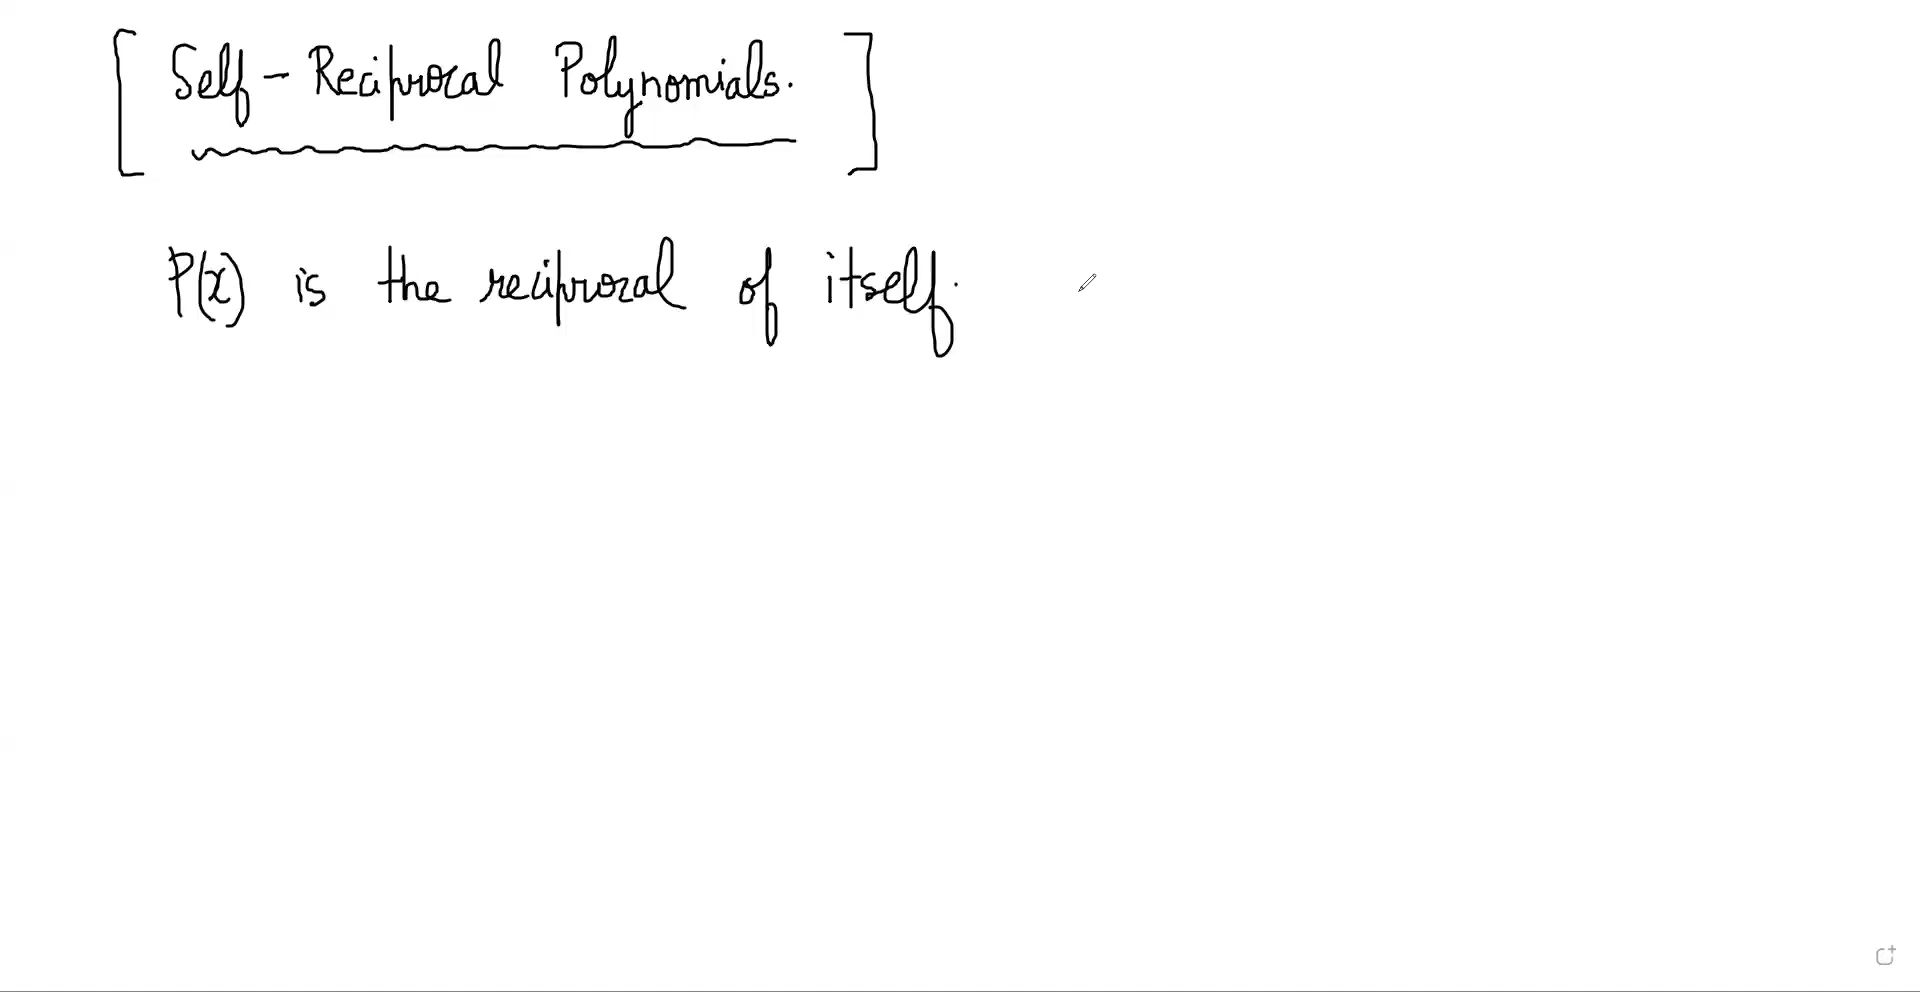 [ Self - Reciprocal Polynomials. ]
P(x) is the reciprocal of itself.